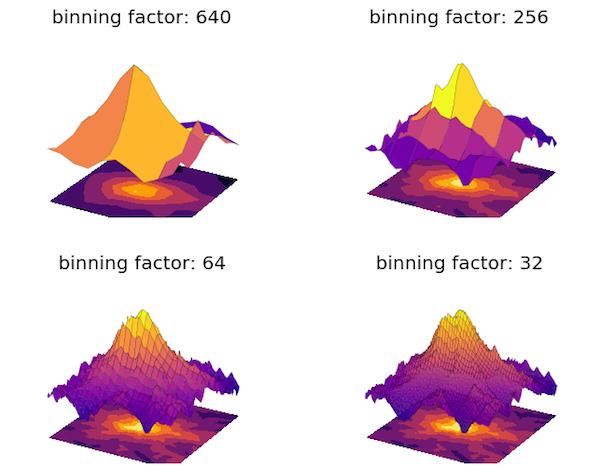 binning factor: 640
binning factor: 256
binning factor: 64
binning factor: 32